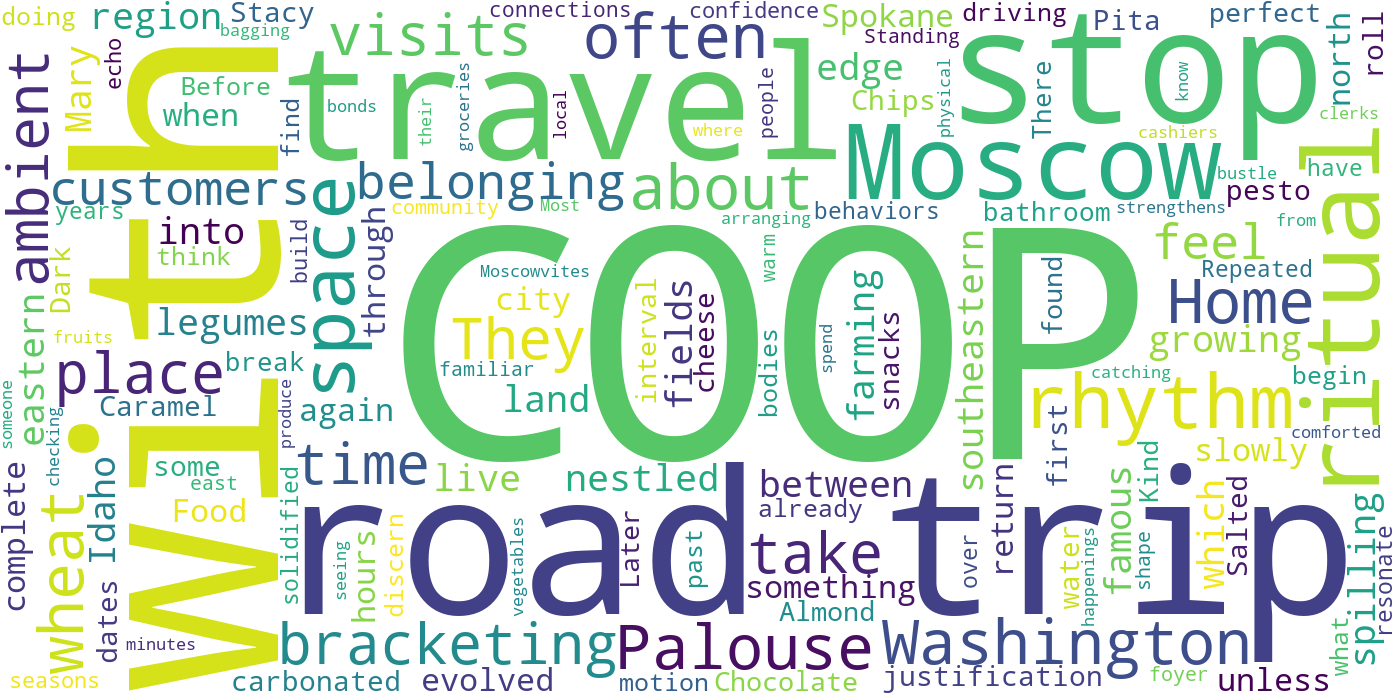 doing
region
Stacy
bagging
connections
confidence
Spokane
driving
Pita
perfect
visits
often
Standing
stop
roll
echo
Mary
ambient
with
travel
edge
north
Before
when
find
bonds
their
groceries
local
people
where
Chips
physical
There
know
cashiers
clerks
Moscow
have
bustle
customers
space
belonging
about
pesto
ritual
years
into
through
community
Most
arranging
behaviors
bathroom
strengthens
from
think
build
Dark
COOP
Moscowvites
warm
southeastern
feel
Repeated
found
Home
eastern
legumes
city
interval
fields
cheese
farming
snacks
spend
They
growing
fruits
place
break
familiar
bodies
catching
begin
land
rhythm
someone
Caramel
again
produce
first
comforted
checking
wheat
time
slowly
complete
some
east
live
nestled
between
return
famous
Kind
which
Salted
spilling
Idaho
Food
solidified
road trip
already
seeing
hours
discern
vegetables
Later
past
take
over
Water
happenings
shape
resonate
something
dates
Almond
minutes
bracketing
Palouse
Washington
what
seasons
carbonated
evolved
motion
Chocolate
justification
foyer
unless